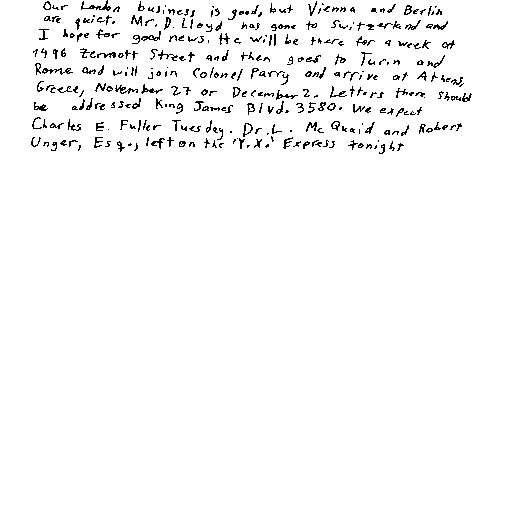 Our London business is good, but Vienna and Berlin
are quiet. Mr. D. Lloyd has gone to Switzerland and
I hope for good news. He will be there for a week at
1496 Zermott Street and then goes to Turin and
Rome and will join Colonel Parry and arrive at Athens,
Greece, November 27 or December 2. Letters there should
be addressed King James Blvd. 3580. We expect
Charles E. Fuller Tuesday. Dr. L. McQuaid and Robert
Unger, Esq., left on the 'Y.X.' Express tonight